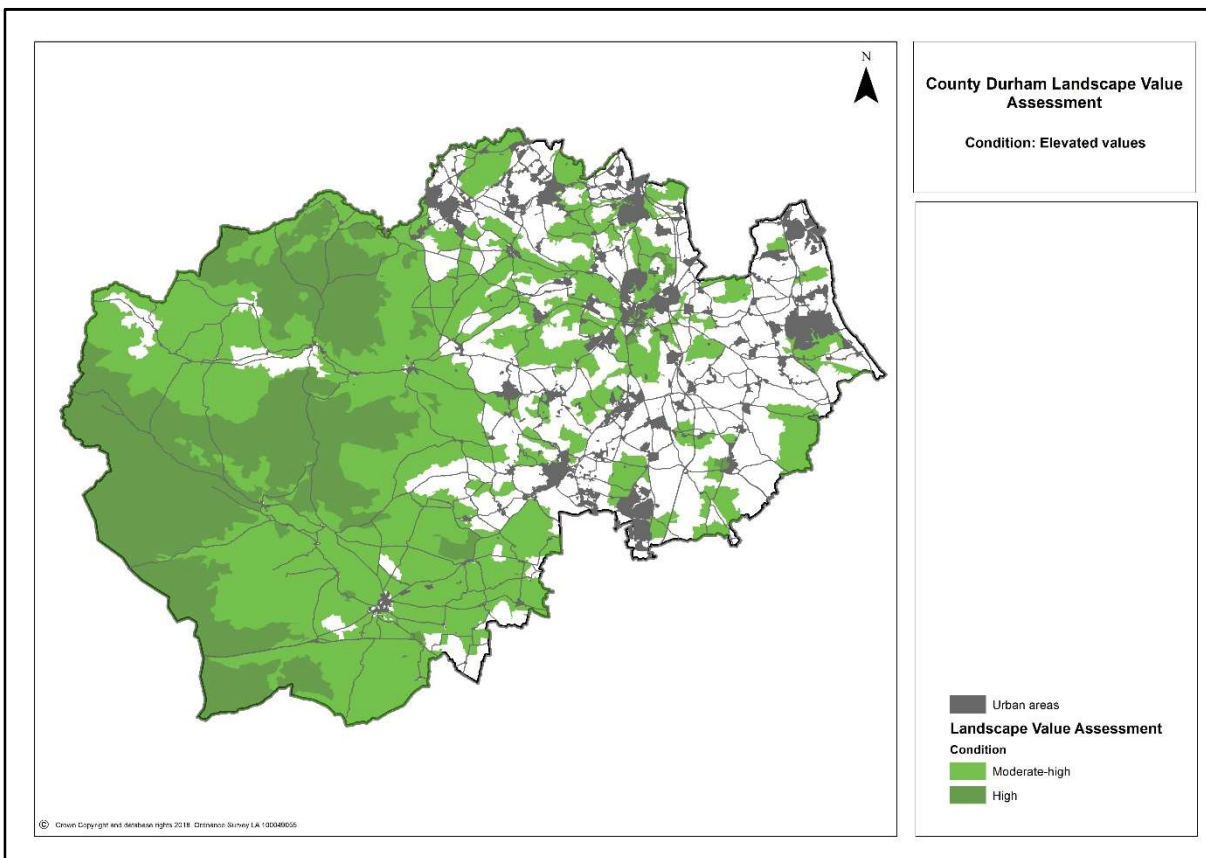 N
County Durham Landscape Value
Assessment
Condition: Elevated values
Urban areas
Landscape Value Assessment
Condition
Moderate-high
High
© Crown Copyright and database rights 2018. Ordnance Survey LA 100049055